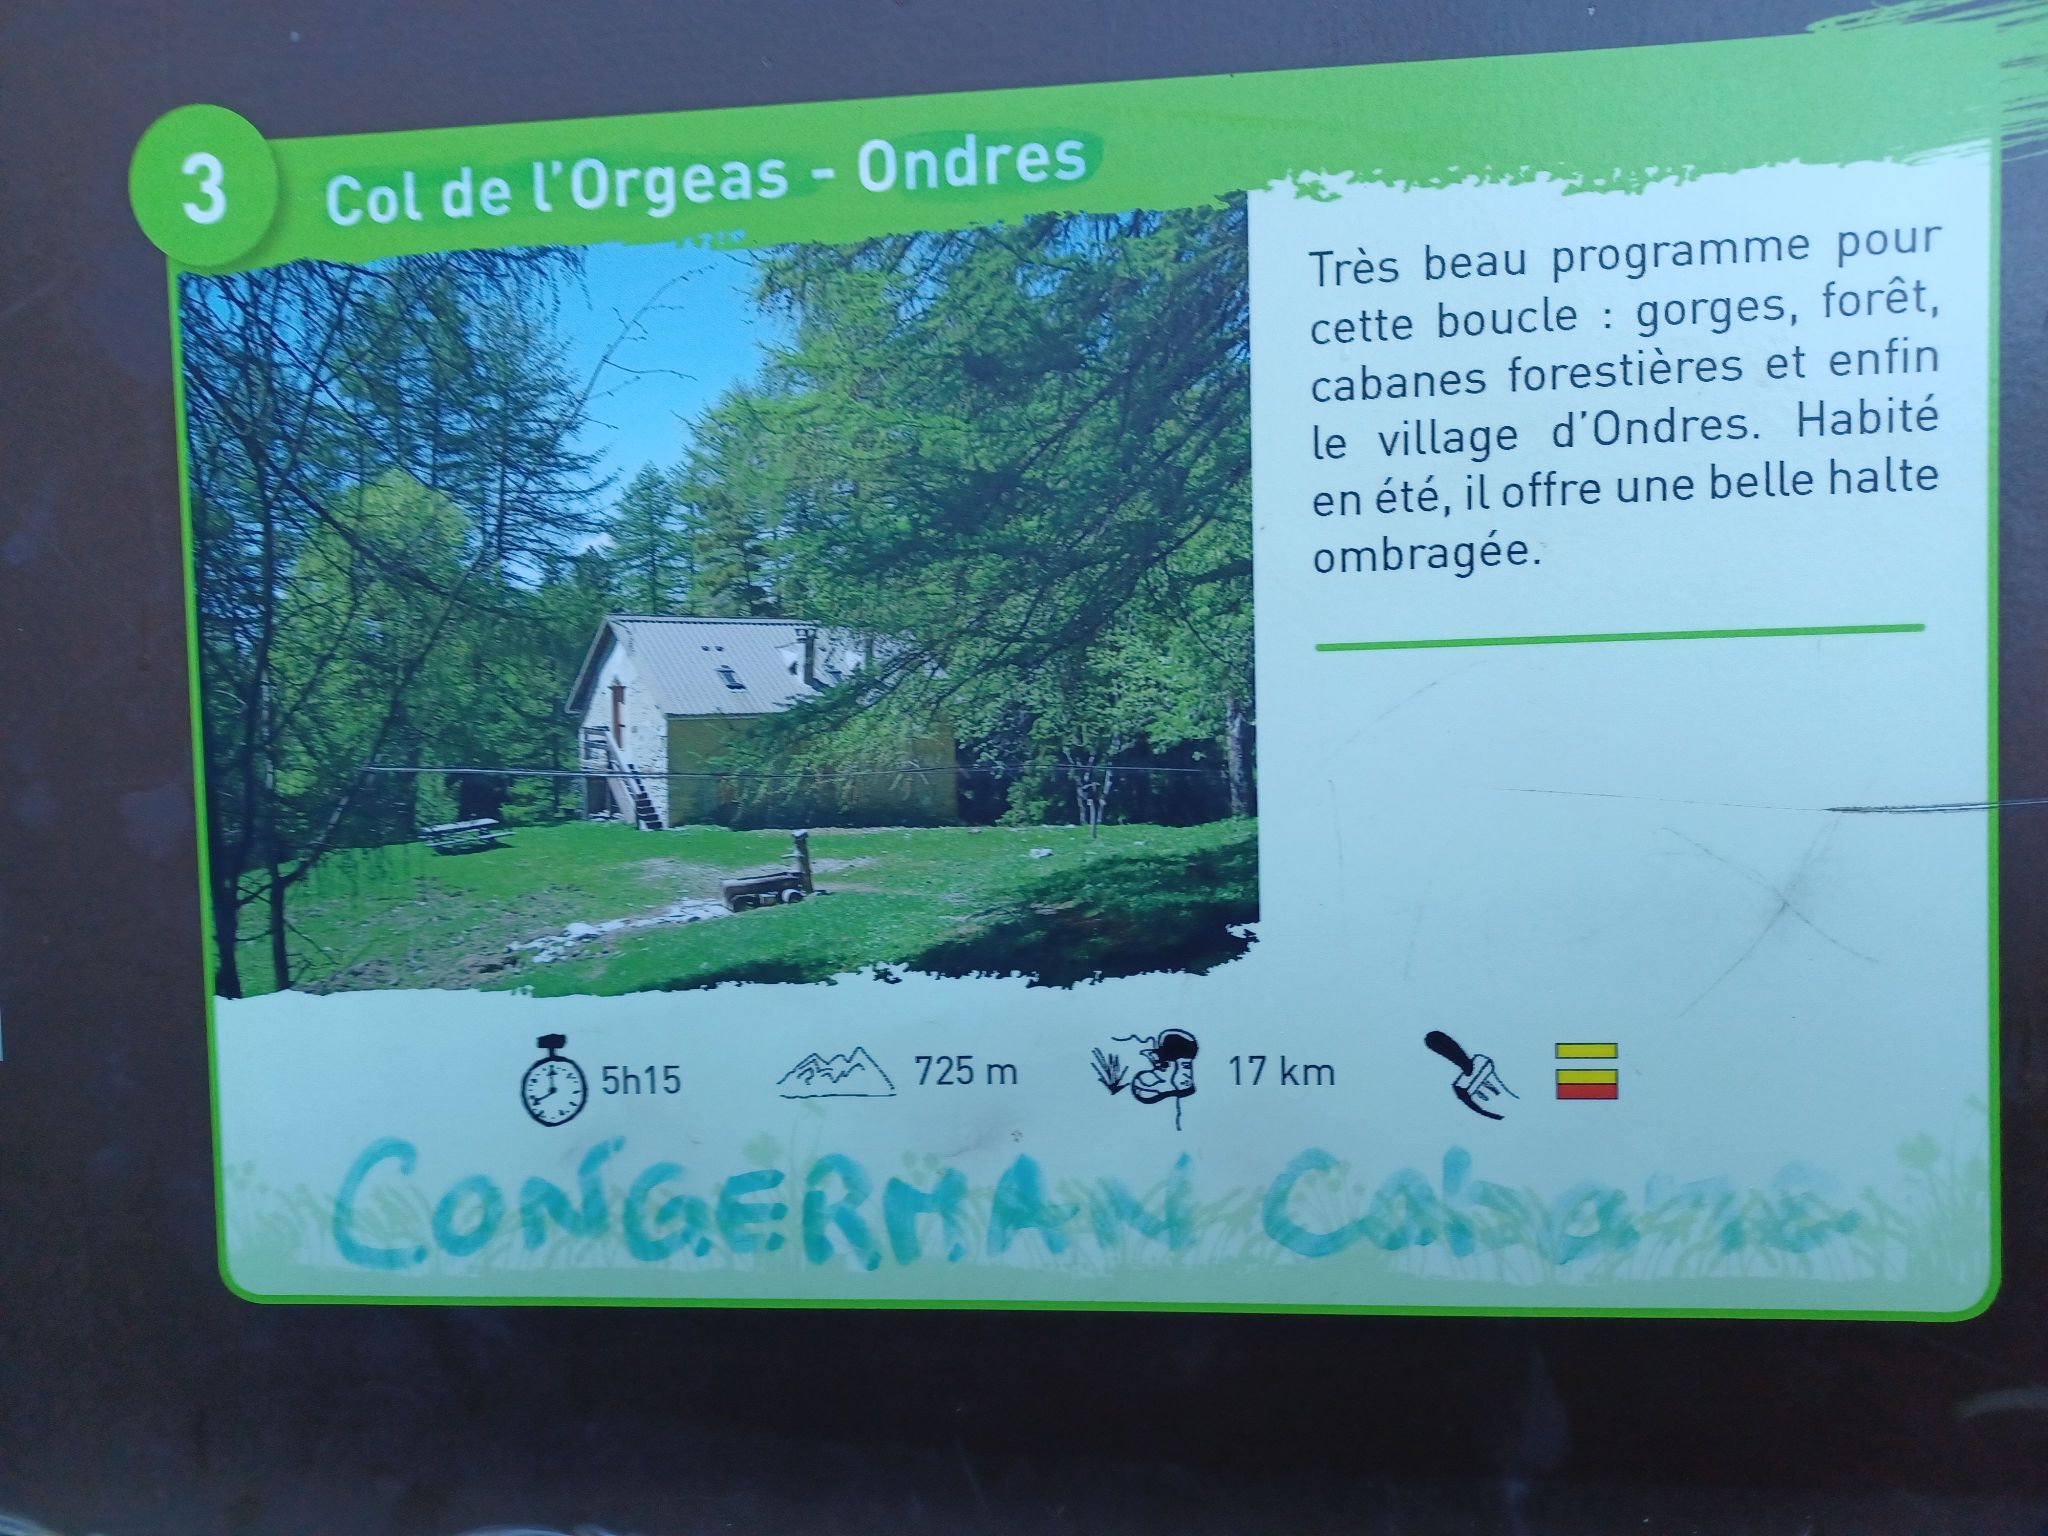 3
Col de l'Orgeas - Ondres
Très beau programme pour
cette boucle : gorges, forêt,
cabanes forestières et enfin
le village d'Ondres. Habité
en été, il offre une belle halte
ombragée.
5h15
725 m
17 km
CONGERMAN Cabane